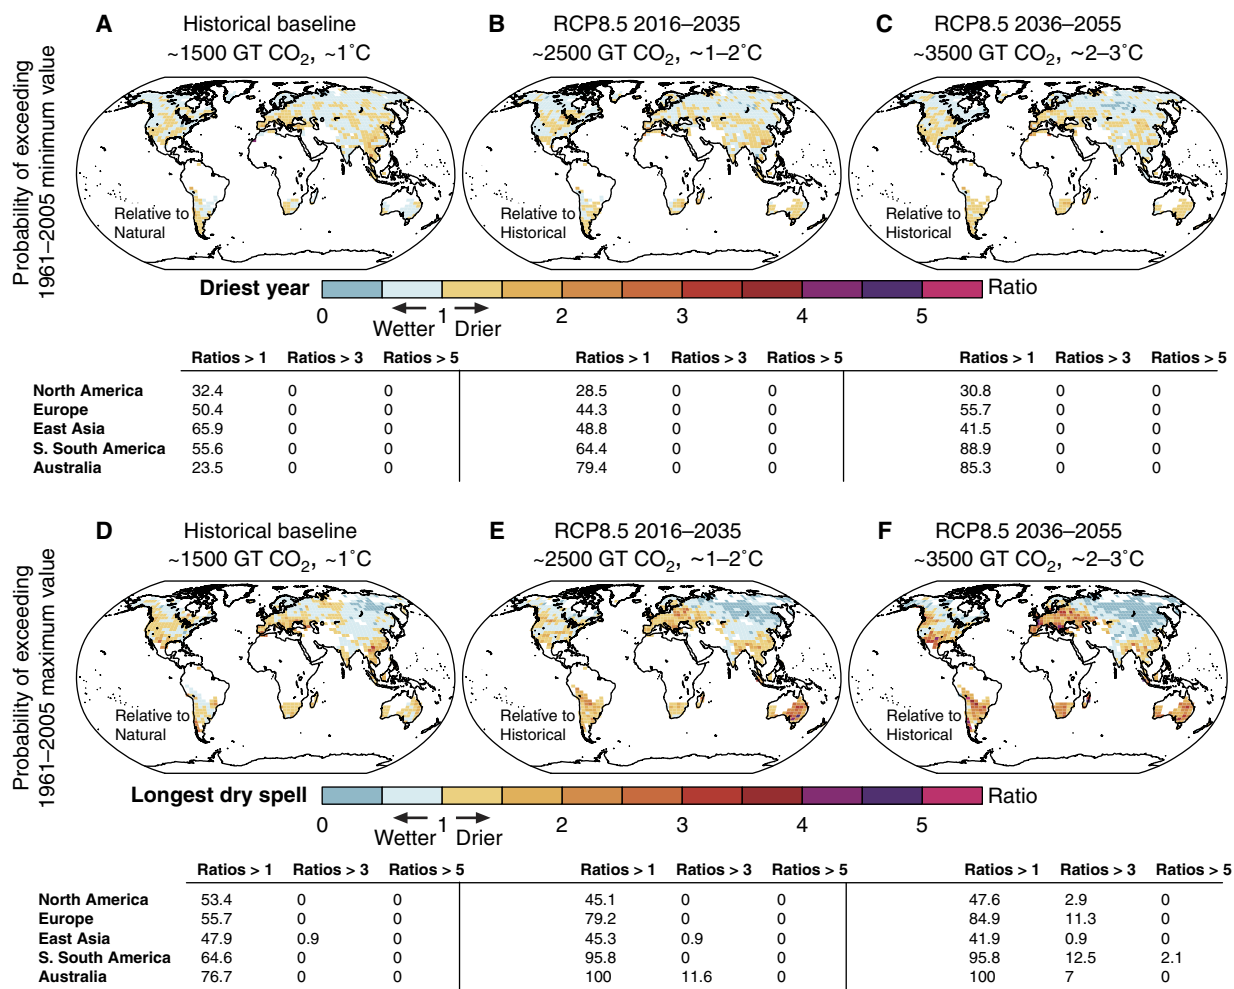 A Historical baseline
~1500 GT CO2, ~1˚C
B RCP8.5 2016–2035
~2500 GT CO2, ~1–2˚C
C RCP8.5 2036–2055
~3500 GT CO2, ~2–3˚C
Probability of exceeding
1961–2005 minimum value
Relative to
Natural
Relative to
Historical
Relative to
Historical
Driest year
Ratio
0 1 2 3 4 5
Wetter Drier
Ratios > 1 Ratios > 3 Ratios > 5 Ratios > 1 Ratios > 3 Ratios > 5 Ratios > 1 Ratios > 3 Ratios > 5
North America 32.4 0 0 28.5 0 0 30.8 0 0
Europe 50.4 0 0 44.3 0 0 55.7 0 0
East Asia 65.9 0 0 48.8 0 0 41.5 0 0
S. South America 55.6 0 0 64.4 0 0 88.9 0 0
Australia 23.5 0 0 79.4 0 0 85.3 0 0
D Historical baseline
~1500 GT CO2, ~1˚C
E RCP8.5 2016–2035
~2500 GT CO2, ~1–2˚C
F RCP8.5 2036–2055
~3500 GT CO2, ~2–3˚C
Probability of exceeding
1961–2005 maximum value
Relative to
Natural
Relative to
Historical
Relative to
Historical
Longest dry spell
Ratio
0 1 2 3 4 5
Wetter Drier
Ratios > 1 Ratios > 3 Ratios > 5 Ratios > 1 Ratios > 3 Ratios > 5 Ratios > 1 Ratios > 3 Ratios > 5
North America 53.4 0 0 45.1 0 0 47.6 2.9 0
Europe 55.7 0 0 79.2 0 0 84.9 11.3 0
East Asia 47.9 0.9 0 45.3 0.9 0 41.9 0.9 0
S. South America 64.6 0 0 95.8 0 0 95.8 12.5 2.1
Australia 76.7 0 0 100 11.6 0 100 7 0